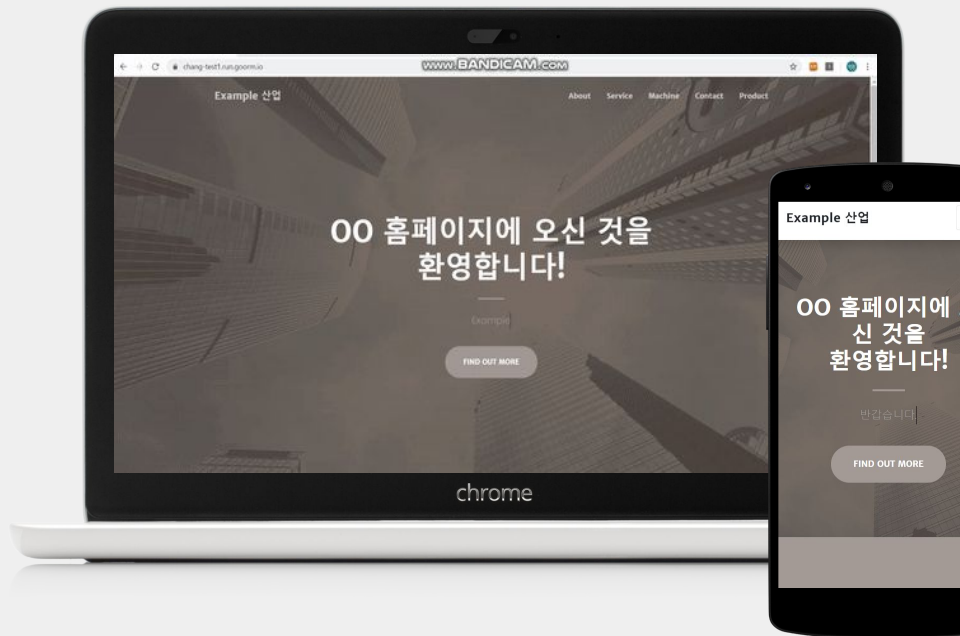 chang-test1.run.goorm.io
www.BANDICAM.com
Example 산업
About Service Machine Contact Product
OO 홈페이지에 오신 것을
환영합니다!
Example
FIND OUT MORE
chrome
Example 산업
OO 홈페이지에
신 것을
환영합니다!
반갑습니다.
FIND OUT MORE